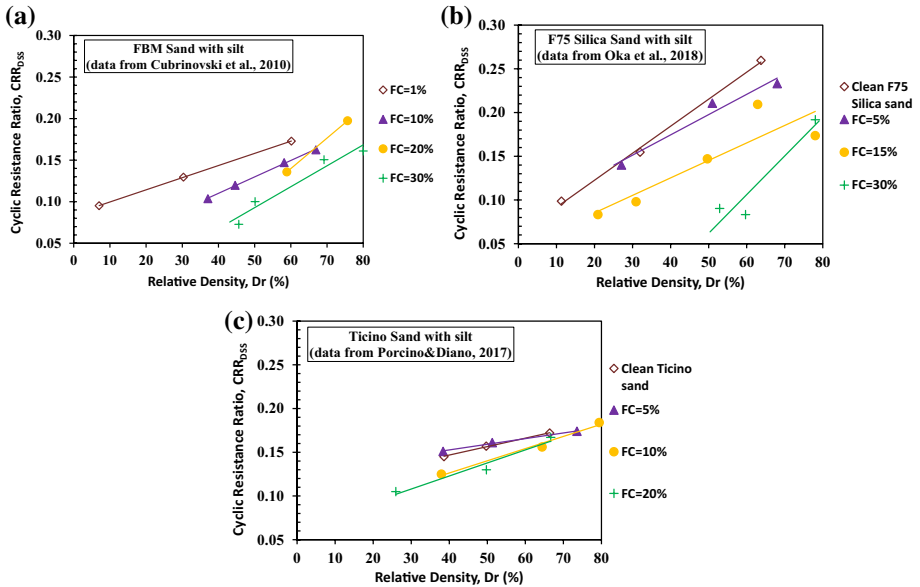 (a)
FBM Sand with silt
(data from Cubrinovski et al., 2010)
Cyclic Resistance Ratio, CRRDSS
0.30
0.25
0.20
0.15
0.10
0.05
0 10 20 30 40 50 60 70 80
Relative Density, Dr (%)
FC=1%
FC=10%
FC=20%
FC=30%
(b)
F75 Silica Sand with silt
(data from Oka et al., 2018)
Cyclic Resistance Ratio, CRRDSS
0.30
0.25
0.20
0.15
0.10
0.05
0 10 20 30 40 50 60 70 80
Relative Density, Dr (%)
Clean F75
Silica sand
FC=5%
FC=15%
FC=30%
(c)
Ticino Sand with silt
(data from Porcino&Diano, 2017)
Cyclic Resistance Ratio, CRRDSS
0.30
0.25
0.20
0.15
0.10
0.05
0 10 20 30 40 50 60 70 80
Relative Density, Dr (%)
Clean Ticino
sand
FC=5%
FC=10%
FC=20%